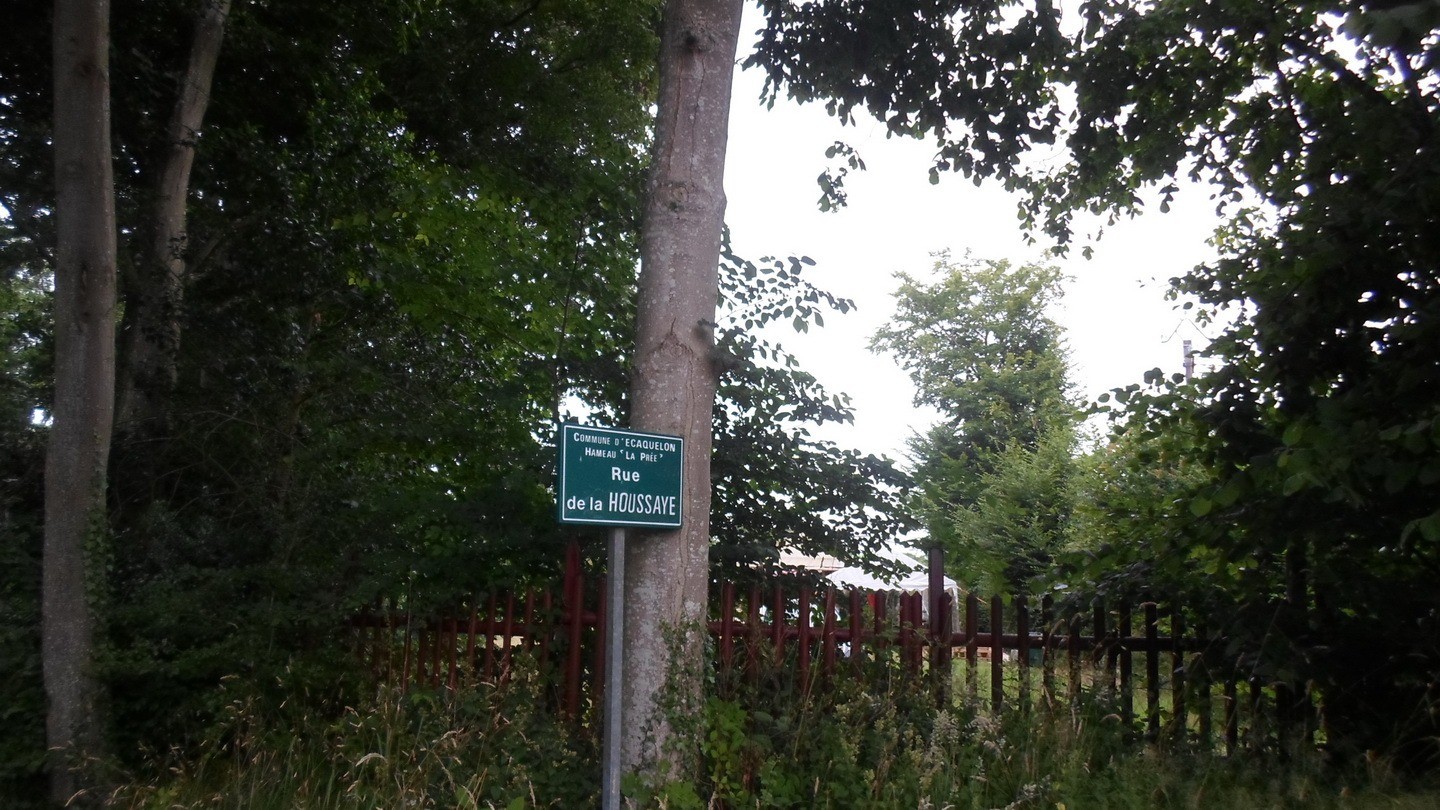 COMMUNE D'ECAQUELON
HAMEAU "LA PRÉE"
Rue
de la HOUSSAYE